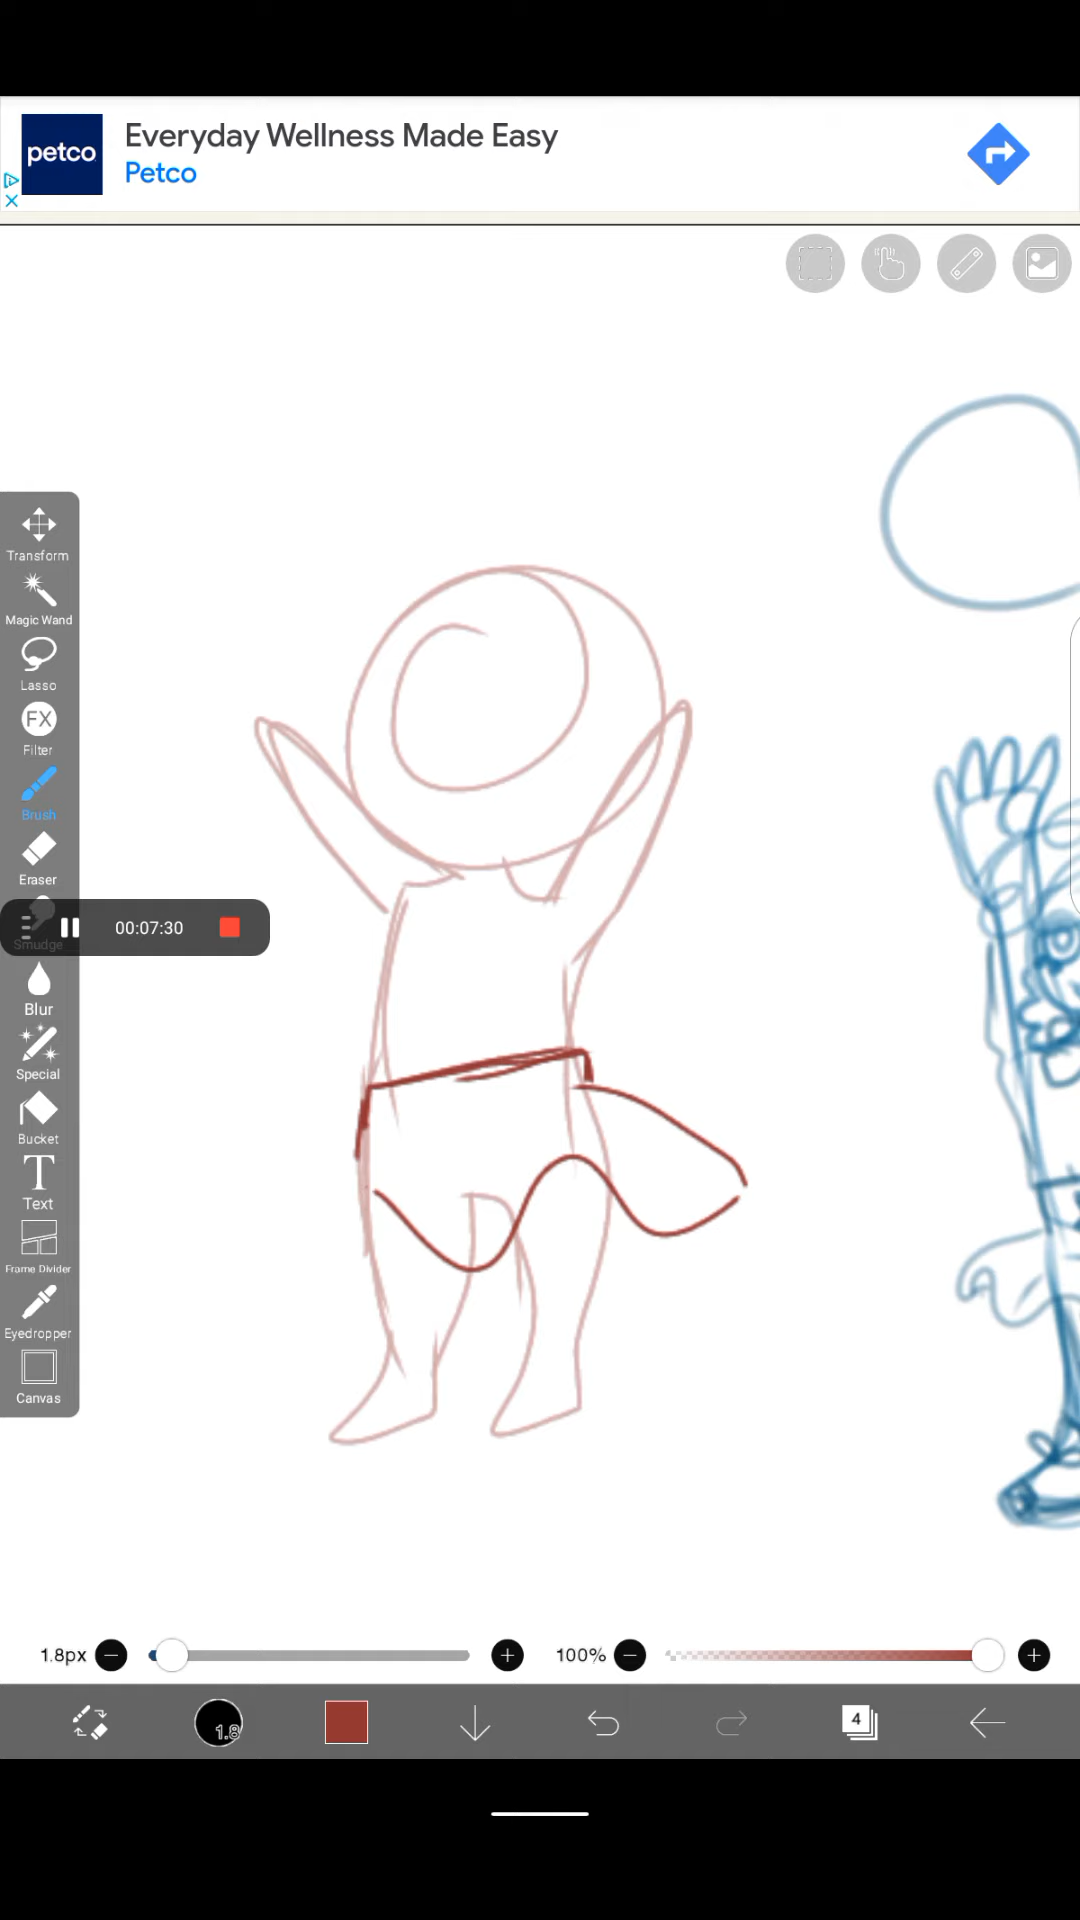 petco
Everyday Wellness Made Easy
Petco
Transform
Magic Wand
Lasso
FX
Filter
Brush
Eraser
00:07:30
Smudge
Blur
Special
Bucket
T
Text
Frame Divider
Eyedropper
Canvas
1.8px
100%
1.8
4